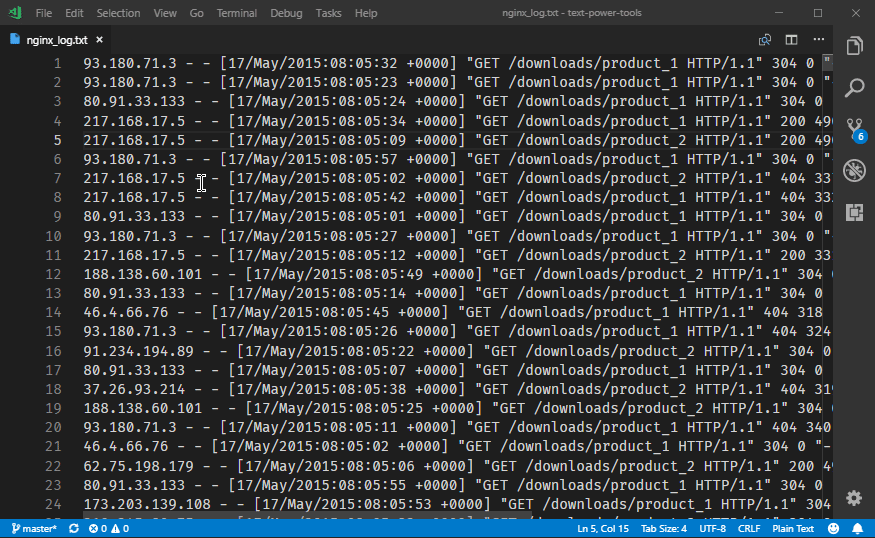 File Edit Selection View Go Terminal Debug Tasks Help nginx_log.txt - text-power-tools
nginx_log.txt ×
1 93.180.71.3 - - [17/May/2015:08:05:32 +0000] "GET /downloads/product_1 HTTP/1.1" 304 0 "
2 93.180.71.3 - - [17/May/2015:08:05:23 +0000] "GET /downloads/product_1 HTTP/1.1" 304 0 "
3 80.91.33.133 - - [17/May/2015:08:05:24 +0000] "GET /downloads/product_1 HTTP/1.1" 304 0
4 217.168.17.5 - - [17/May/2015:08:05:34 +0000] "GET /downloads/product_1 HTTP/1.1" 200 490
5 217.168.17.5 - - [17/May/2015:08:05:09 +0000] "GET /downloads/product_2 HTTP/1.1" 200 490
6 93.180.71.3 - - [17/May/2015:08:05:57 +0000] "GET /downloads/product_1 HTTP/1.1" 304 0 "
7 217.168.17.5 - - [17/May/2015:08:05:02 +0000] "GET /downloads/product_2 HTTP/1.1" 404 33
8 217.168.17.5 - - [17/May/2015:08:05:42 +0000] "GET /downloads/product_1 HTTP/1.1" 404 33
9 80.91.33.133 - - [17/May/2015:08:05:01 +0000] "GET /downloads/product_1 HTTP/1.1" 304 0
10 93.180.71.3 - - [17/May/2015:08:05:27 +0000] "GET /downloads/product_1 HTTP/1.1" 304 0 "
11 217.168.17.5 - - [17/May/2015:08:05:12 +0000] "GET /downloads/product_2 HTTP/1.1" 200 33
12 188.138.60.101 - - [17/May/2015:08:05:49 +0000] "GET /downloads/product_2 HTTP/1.1" 304
13 80.91.33.133 - - [17/May/2015:08:05:14 +0000] "GET /downloads/product_1 HTTP/1.1" 304 0
14 46.4.66.76 - - [17/May/2015:08:05:45 +0000] "GET /downloads/product_1 HTTP/1.1" 404 318
15 93.180.71.3 - - [17/May/2015:08:05:26 +0000] "GET /downloads/product_1 HTTP/1.1" 404 324
16 91.234.194.89 - - [17/May/2015:08:05:22 +0000] "GET /downloads/product_2 HTTP/1.1" 304 0
17 80.91.33.133 - - [17/May/2015:08:05:07 +0000] "GET /downloads/product_1 HTTP/1.1" 304 0
18 37.26.93.214 - - [17/May/2015:08:05:38 +0000] "GET /downloads/product_2 HTTP/1.1" 404 319
19 188.138.60.101 - - [17/May/2015:08:05:25 +0000] "GET /downloads/product_2 HTTP/1.1" 304
20 93.180.71.3 - - [17/May/2015:08:05:11 +0000] "GET /downloads/product_1 HTTP/1.1" 404 340
21 46.4.66.76 - - [17/May/2015:08:05:02 +0000] "GET /downloads/product_1 HTTP/1.1" 304 0 "-
22 62.75.198.179 - - [17/May/2015:08:05:06 +0000] "GET /downloads/product_2 HTTP/1.1" 200 4
23 80.91.33.133 - - [17/May/2015:08:05:55 +0000] "GET /downloads/product_1 HTTP/1.1" 304 0
24 173.203.139.108 - - [17/May/2015:08:05:53 +0000] "GET /downloads/product_1 HTTP/1.1" 304
6
master* 0 0 Ln 5, Col 15 Tab Size: 4 UTF-8 CRLF Plain Text